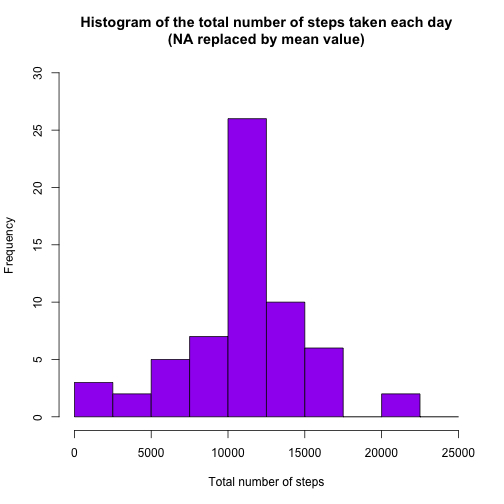 Histogram of the total number of steps taken each day
(NA replaced by mean value)
30
25
20
15
10
5
0
Frequency
0 5000 10000 15000 20000 25000
Total number of steps